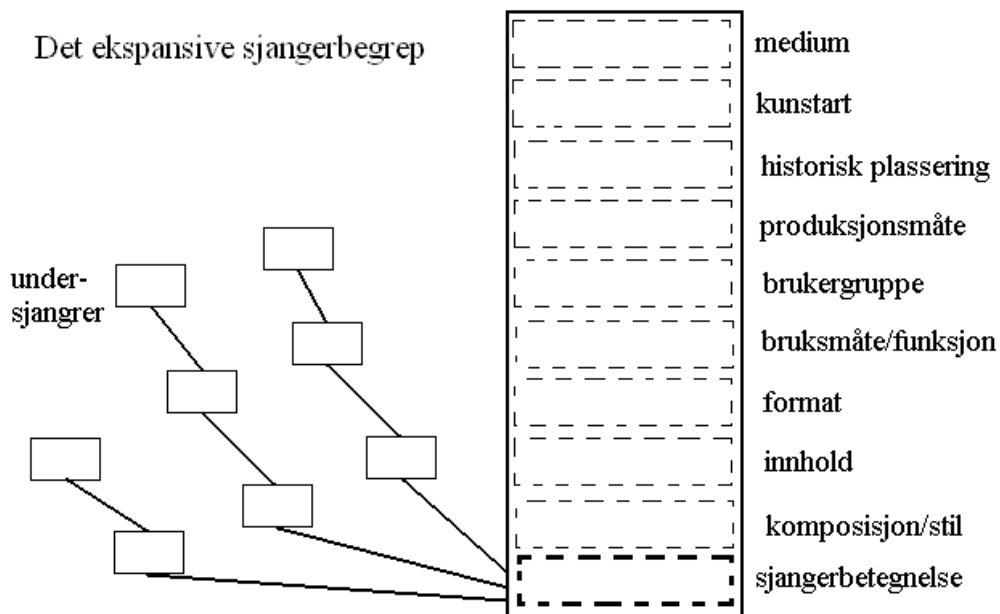 Det ekspansive sjangerbegrep
medium
kunstart
historisk plassering
produksjonsmåte
brukergruppe
under-
sjangrer
bruksmåte/funksjon
format
innhold
komposisjon/stil
sjangerbetegnelse